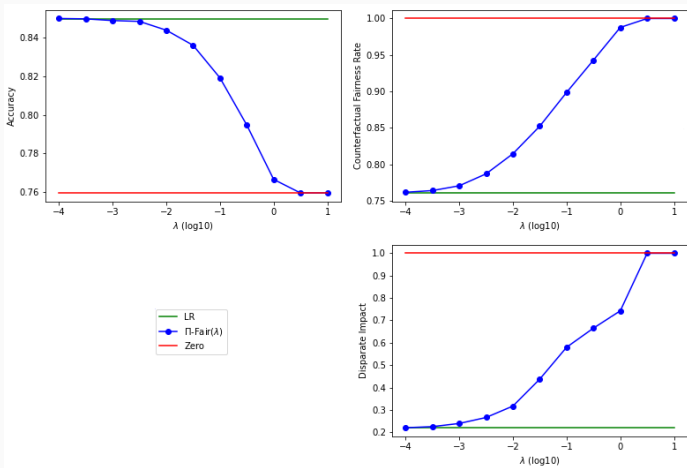 0.84
0.82
0.80
0.78
0.76
Accuracy
−4 −3 −2 −1 0 1
λ (log10)
1.00
0.95
0.90
0.85
0.80
0.75
Counterfactual Fairness Rate
−4 −3 −2 −1 0 1
λ (log10)
LR
Π-Fair(λ)
Zero
1.0
0.9
0.8
0.7
0.6
0.5
0.4
0.3
0.2
Disparate Impact
−4 −3 −2 −1 0 1
λ (log10)